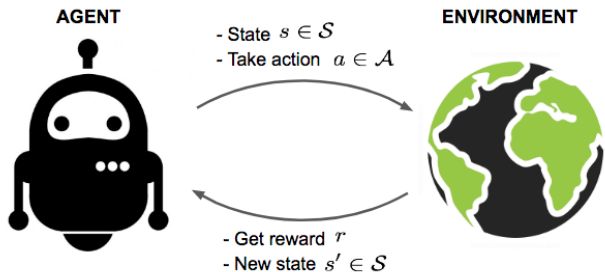 AGENT
ENVIRONMENT
- State s ∈ 𝒮
- Take action a ∈ 𝒜
- Get reward r
- New state s′ ∈ 𝒮